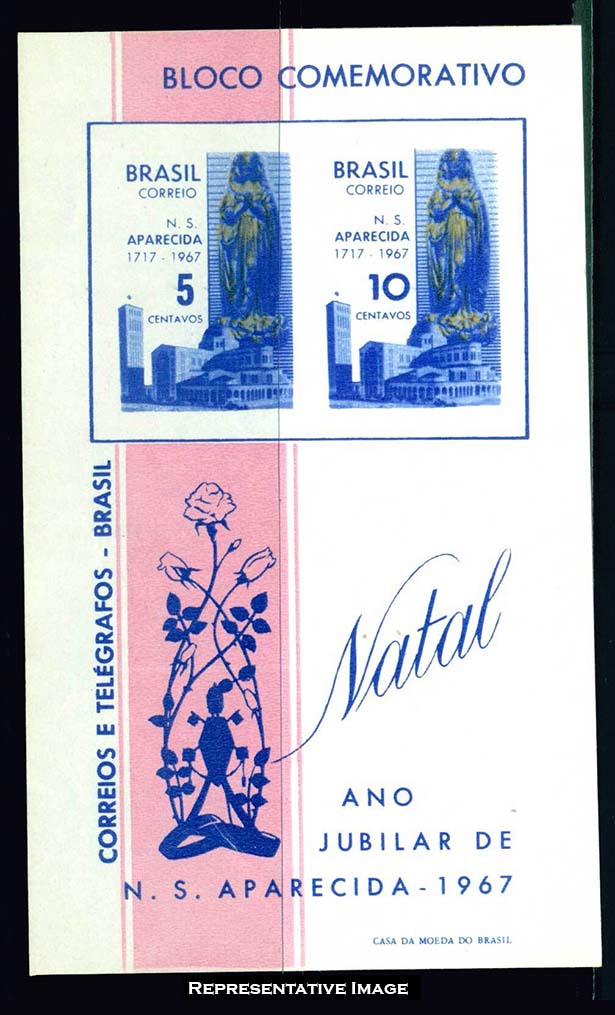 BLOCO COMEMORATIVO
BRASIL
CORREIO
N. S.
APARECIDA
1717 - 1967
5
CENTAVOS
BRASIL
CORREIO
N. S.
APARECIDA
1717 - 1967
10
CENTAVOS
CORREIOS E TELÉGRAFOS - BRASIL
Natal
ANO
JUBILAR DE
N. S. APARECIDA - 1967
CASA DA MOEDA DO BRASIL
Representative Image